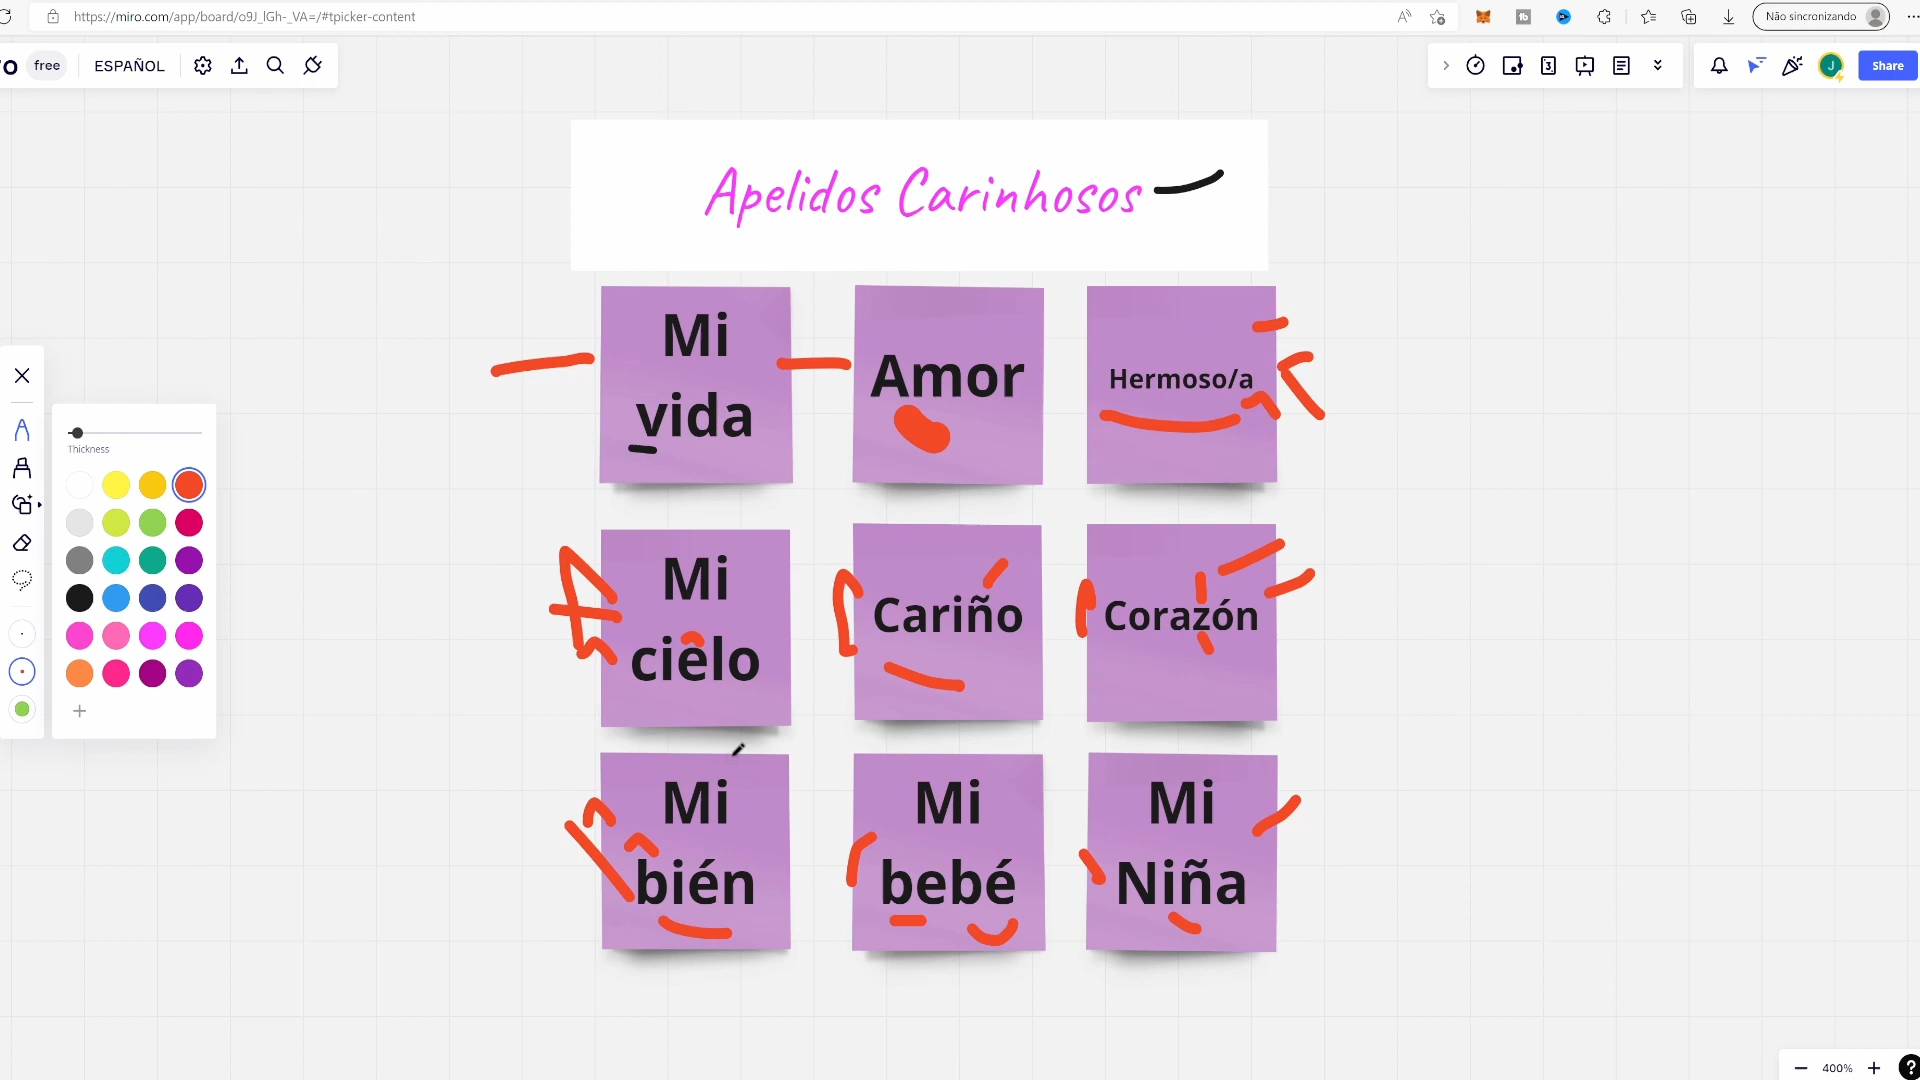 https://miro.com/app/board/o9J_lGh-_VA=/#tpicker-content
Não sincronizando
free
ESPAÑOL
Share
Apelidos Carinhosos
Mi
vida
Amor
Hermoso/a
Thickness
Mi
cielo
Cariño
Corazón
Mi
bién
Mi
bebé
Mi
Niña
400%